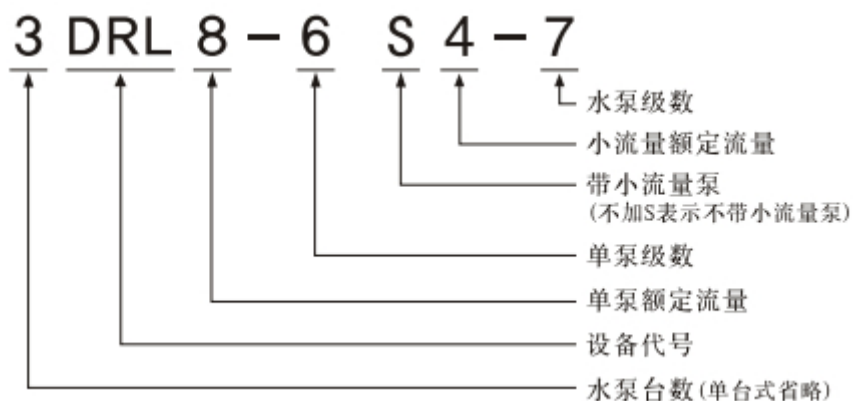 3 DRL 8-6 S 4-7
水泵级数
小流量额定流量
带小流量泵
(不加S表示不带小流量泵)
单泵级数
单泵额定流量
设备代号
水泵台数(单台式省略)